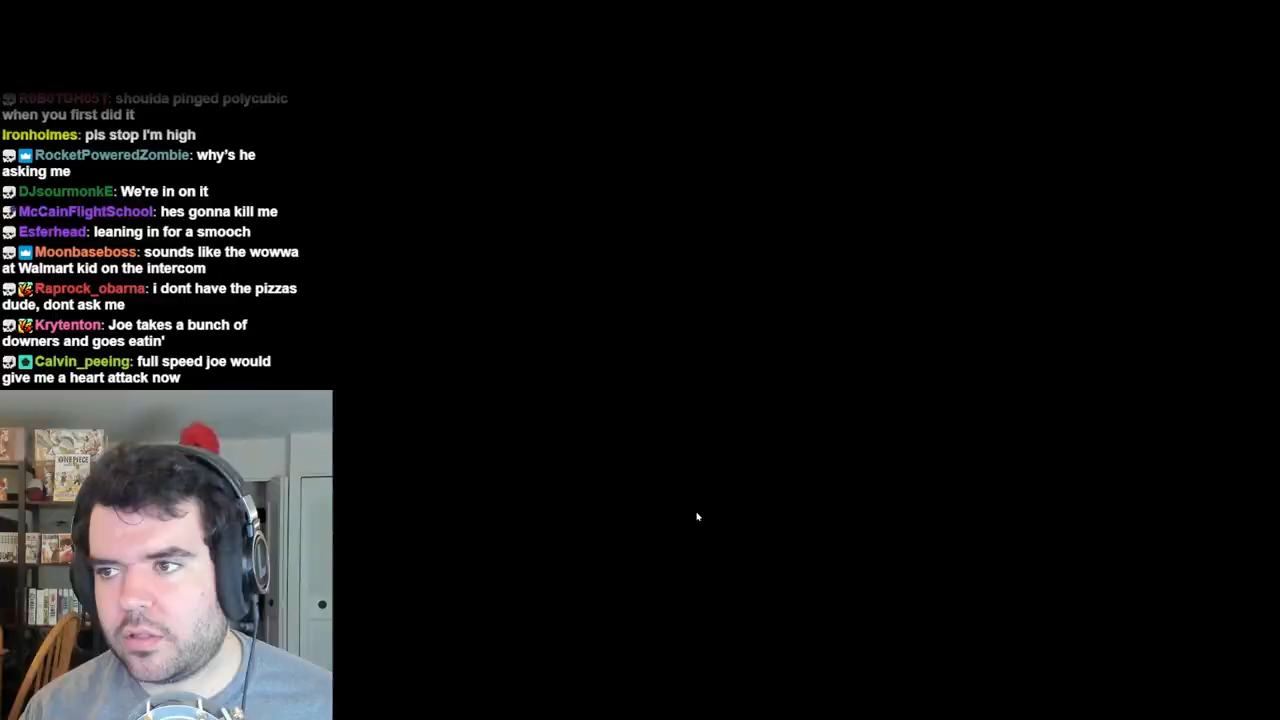 R0B0TGH05T: shoulda pinged polycubic
when you first did it
Ironholmes: pls stop I'm high
RocketPoweredZombie: why's he
asking me
DJsourmonkE: We're in on it
McCainFlightSchool: hes gonna kill me
Esferhead: leaning in for a smooch
Moonbaseboss: sounds like the wowwa
at Walmart kid on the intercom
Raprock_obarna: i dont have the pizzas
dude, dont ask me
Krytenton: Joe takes a bunch of
downers and goes eatin'
Calvin_peeing: full speed joe would
give me a heart attack now
ONE PIECE